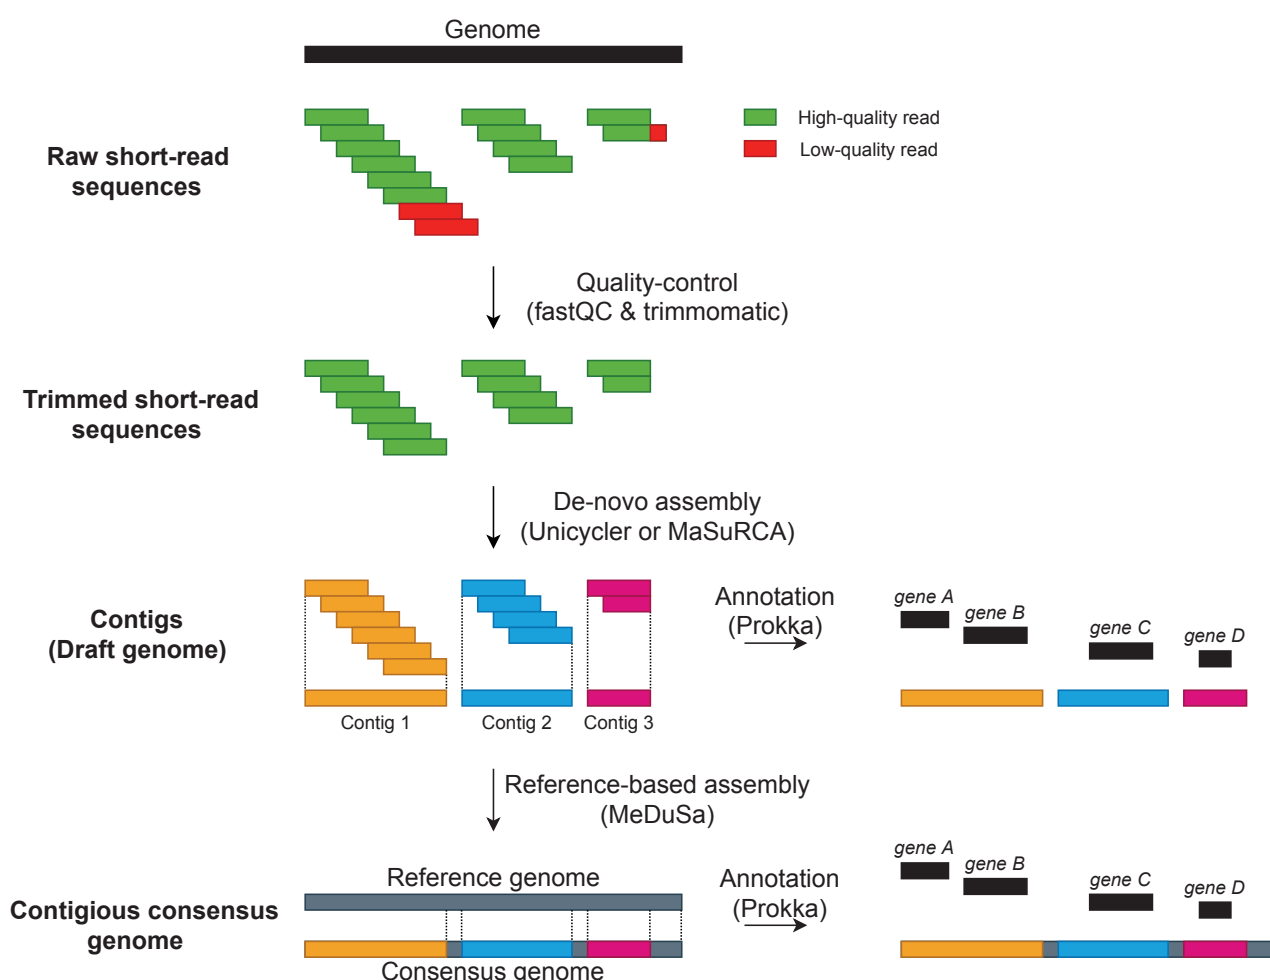 Genome
Raw short-read
sequences
High-quality read
Low-quality read
Quality-control
(fastQC & trimmomatic)
Trimmed short-read
sequences
De-novo assembly
(Unicycler or MaSuRCA)
Contigs
(Draft genome)
Contig 1
Contig 2
Contig 3
Annotation
(Prokka)
gene A
gene B
gene C
gene D
Reference-based assembly
(MeDuSa)
Contigious consensus
genome
Reference genome
Consensus genome
Annotation
(Prokka)
gene A
gene B
gene C
gene D